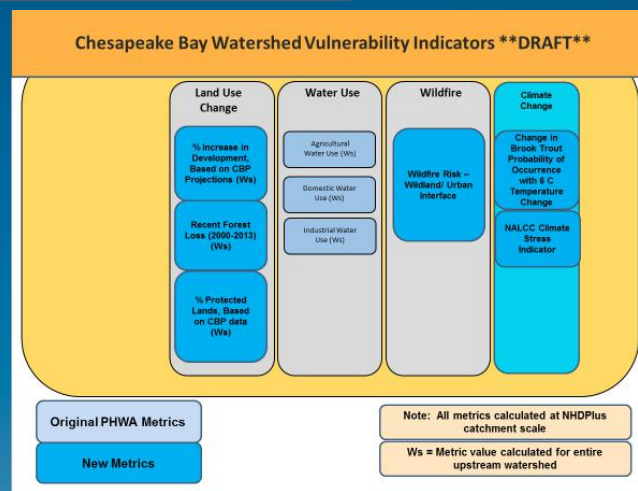 Chesapeake Bay Watershed Vulnerability Indicators **DRAFT**
Land Use
Change
% Increase in
Development,
Based on CBP
Projections (Ws)
Recent Forest
Loss (2000-2013)
(Ws)
% Protected
Lands, Based
on CBP data
(Ws)
Water Use
Agricultural
Water Use (Ws)
Domestic Water
Use (Ws)
Industrial Water
Use (Ws)
Wildfire
Wildfire Risk –
Wildland/ Urban
Interface
Climate
Change
Change in
Brook Trout
Probability of
Occurrence
with 6 C
Temperature
Change
NALCC Climate
Stress
Indicator
Original PHWA Metrics
New Metrics
Note: All metrics calculated at NHDPlus
catchment scale
Ws = Metric value calculated for entire
upstream watershed